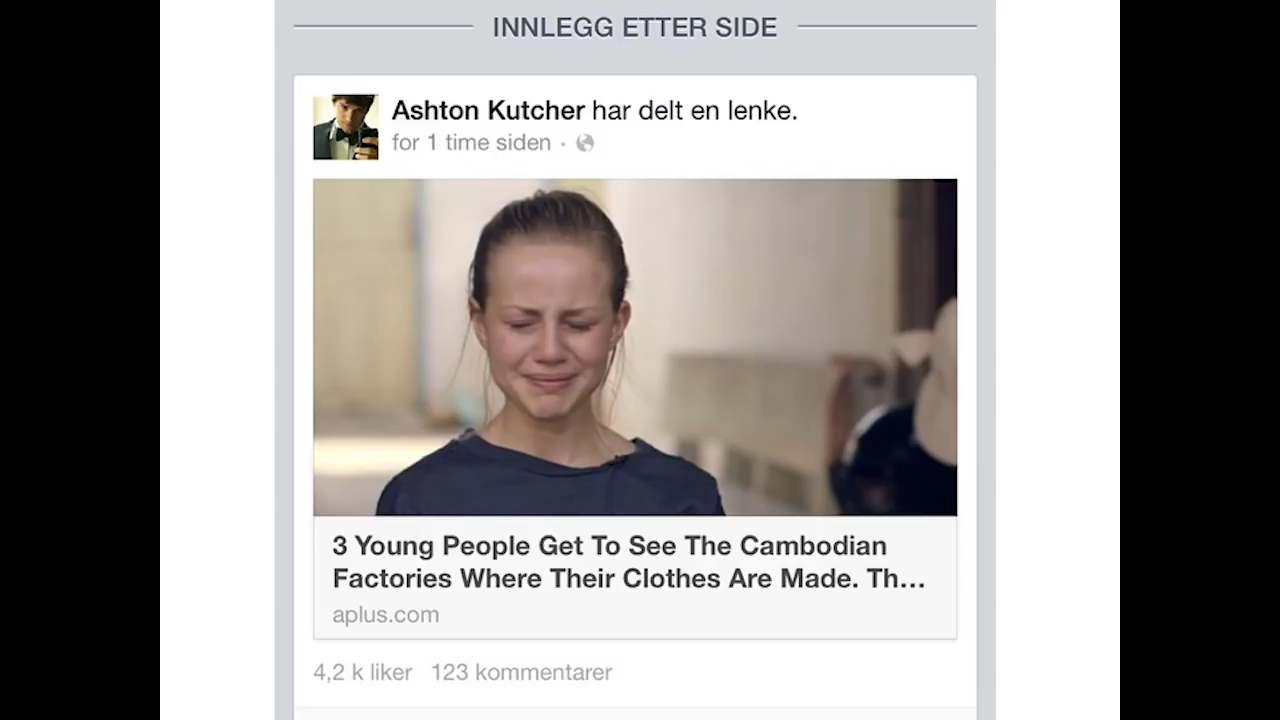 INNLEGG ETTER SIDE
Ashton Kutcher har delt en lenke.
for 1 time siden ·
3 Young People Get To See The Cambodian
Factories Where Their Clothes Are Made. Th...
aplus.com
4,2 k liker 123 kommentarer